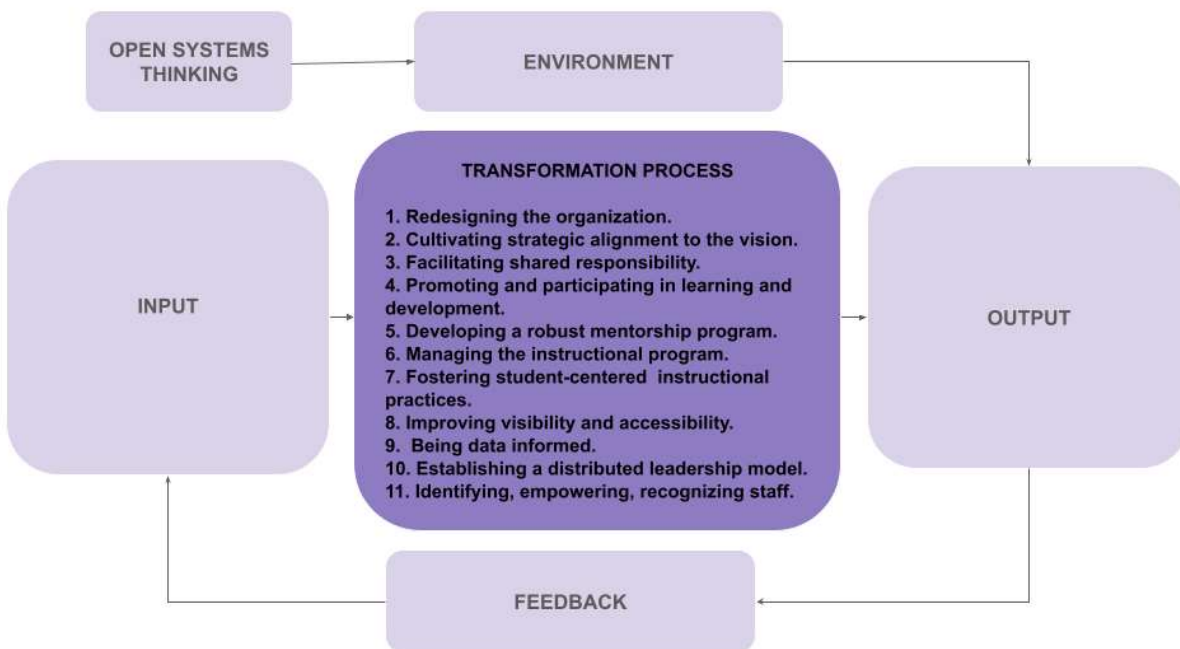 OPEN SYSTEMS
THINKING
ENVIRONMENT
INPUT
TRANSFORMATION PROCESS
1. Redesigning the organization.
2. Cultivating strategic alignment to the vision.
3. Facilitating shared responsibility.
4. Promoting and participating in learning and
development.
5. Developing a robust mentorship program.
6. Managing the instructional program.
7. Fostering student-centered instructional
practices.
8. Improving visibility and accessibility.
9. Being data informed.
10. Establishing a distributed leadership model.
11. Identifying, empowering, recognizing staff.
OUTPUT
FEEDBACK